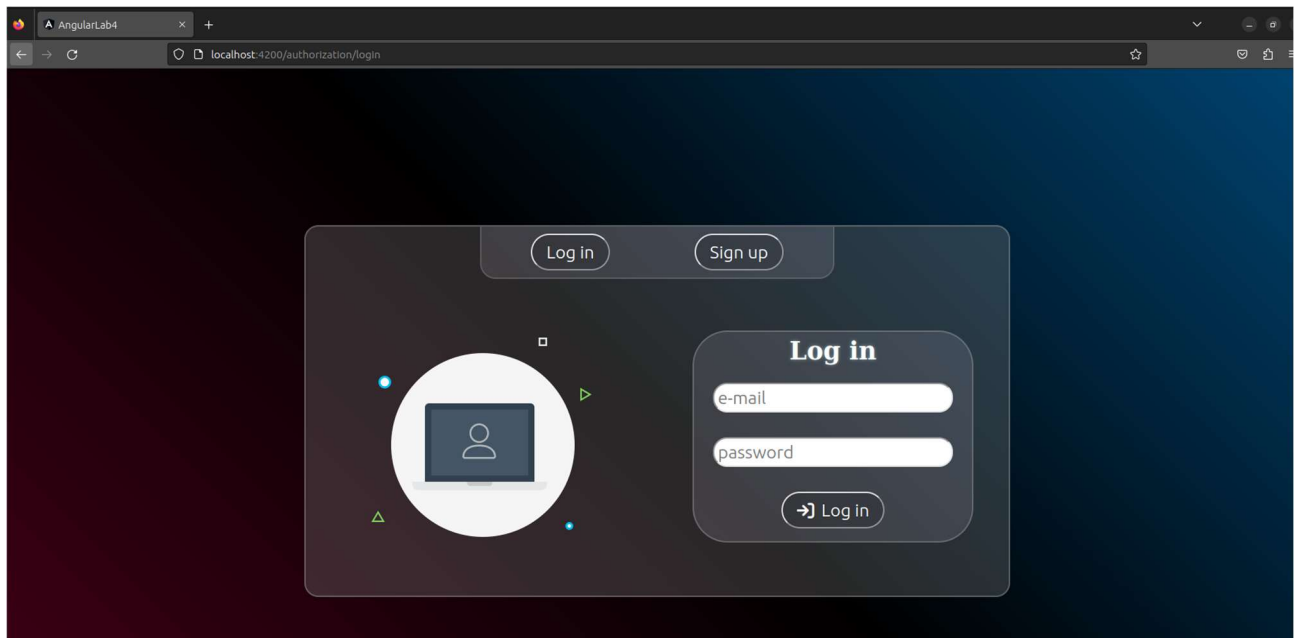 AngularLab4
localhost:4200/authorization/login
Log in Sign up
Log in
e-mail
password
Log in